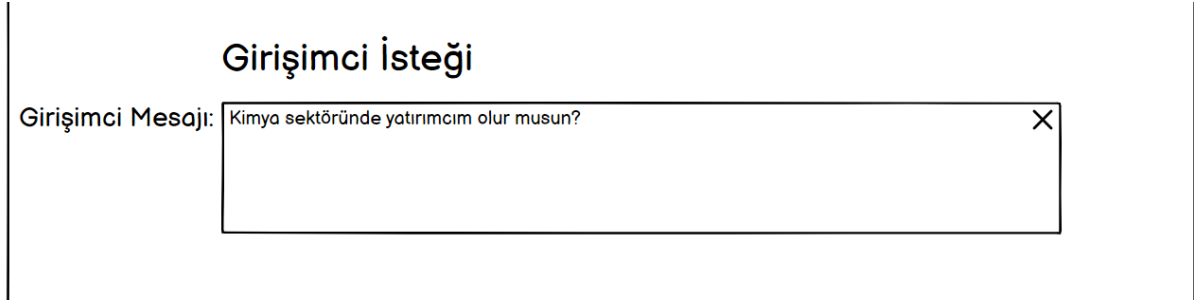 Girişimci İsteği
Girişimci Mesajı: Kimya sektöründe yatırımcım olur musun?